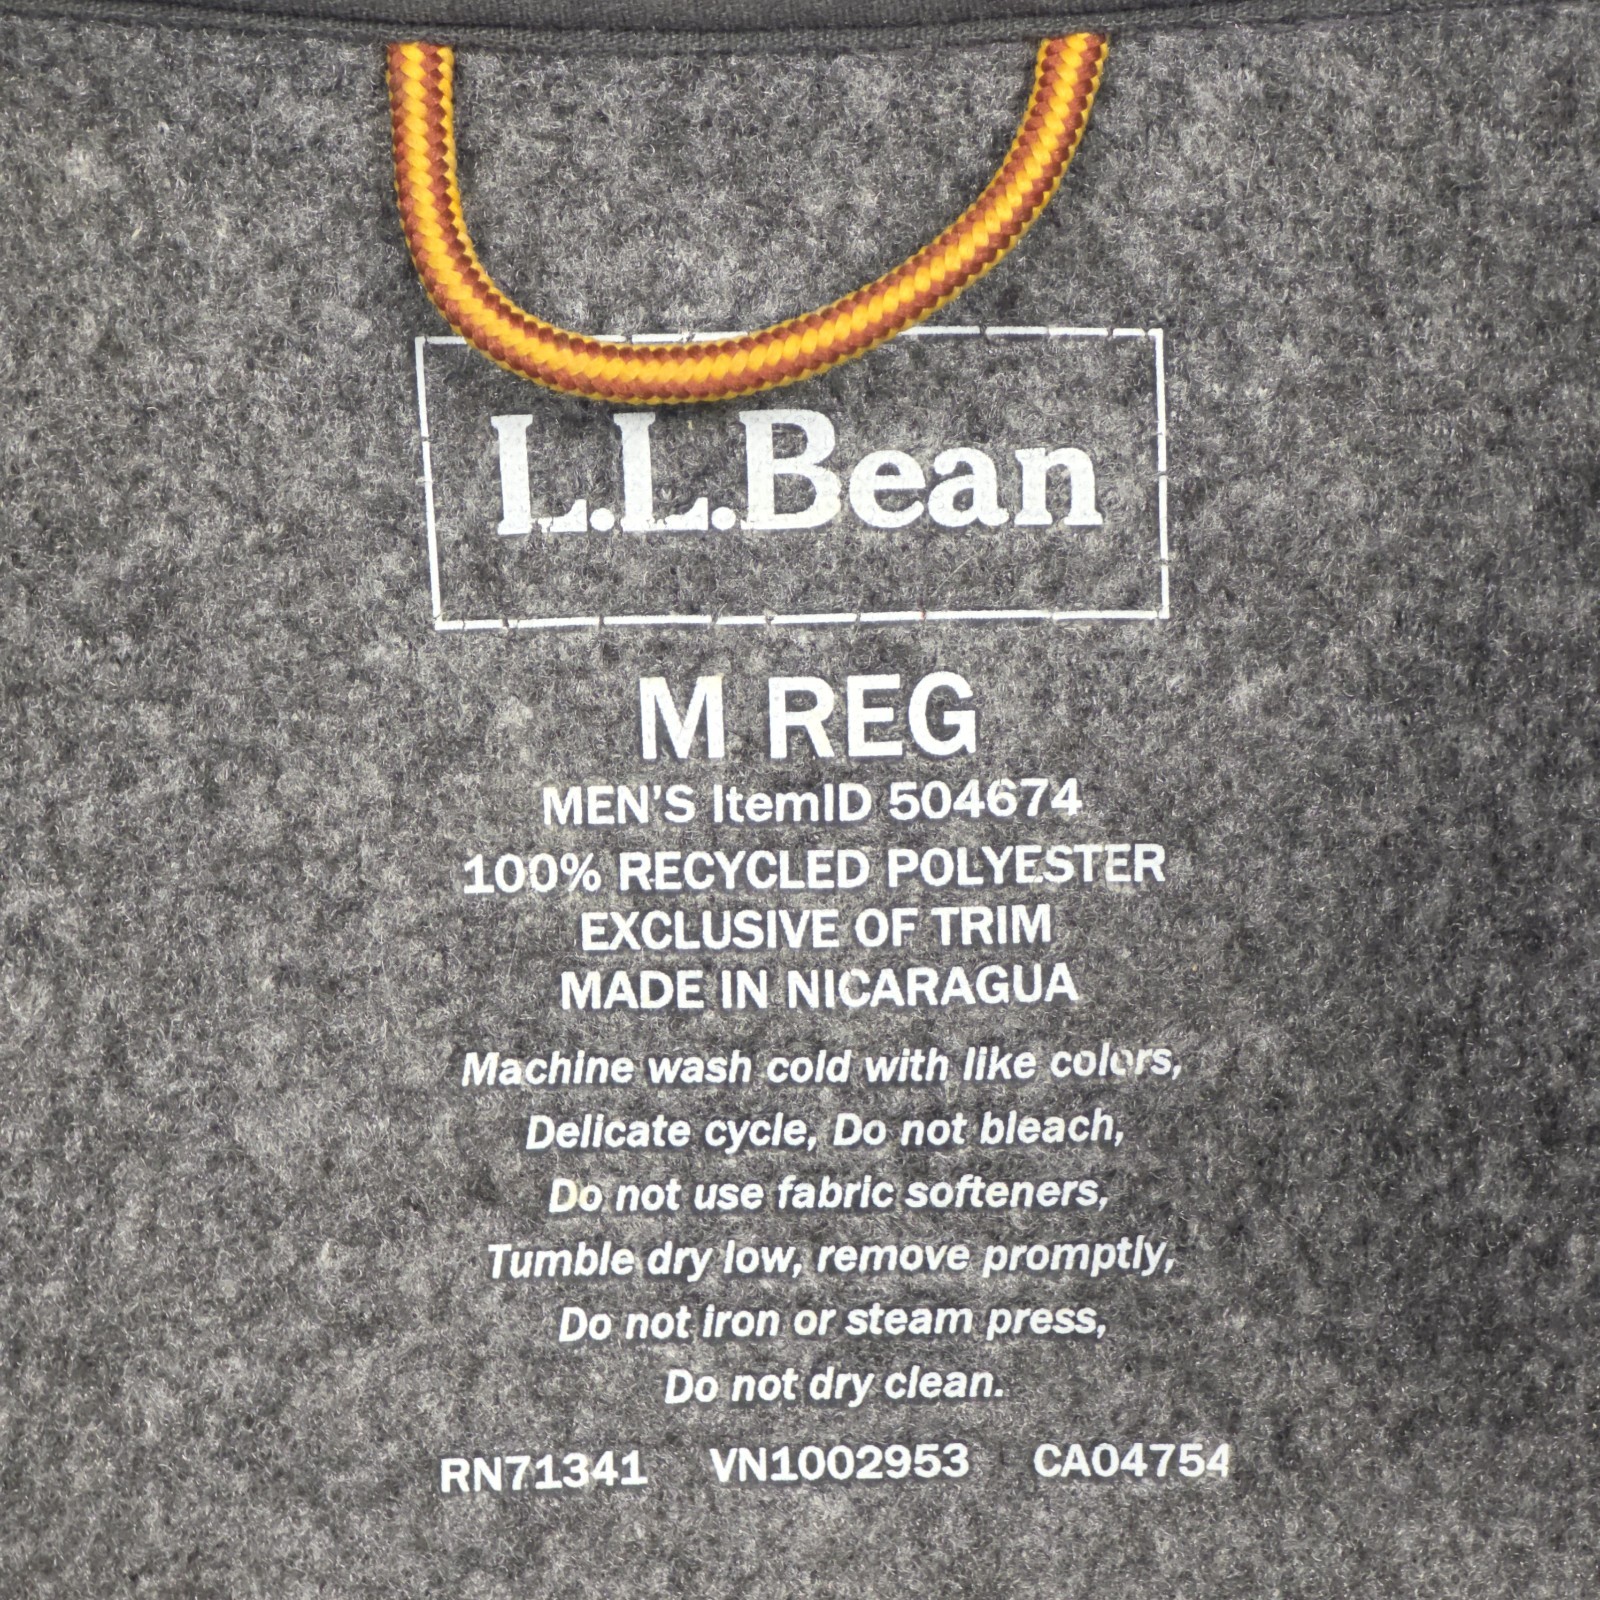 L.L.Bean
M REG
MEN'S ItemID 504674
100% RECYCLED POLYESTER
EXCLUSIVE OF TRIM
MADE IN NICARAGUA
Machine wash cold with like colors,
Delicate cycle, Do not bleach,
Do not use fabric softeners,
Tumble dry low, remove promptly,
Do not iron or steam press,
Do not dry clean.
RN71341 VN1002953 CA04754